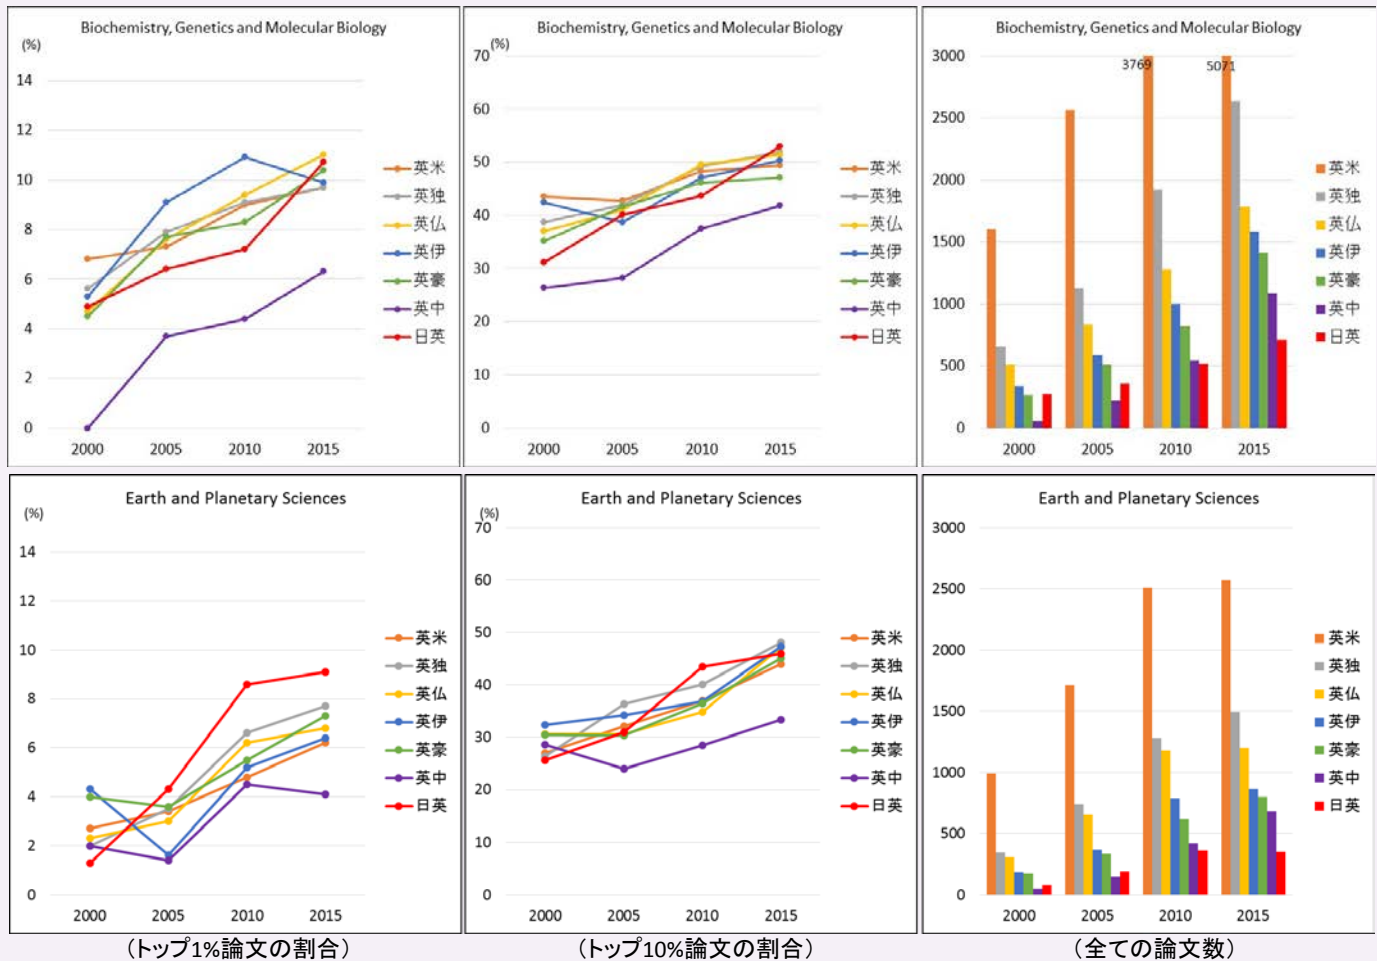 Biochemistry, Genetics and Molecular Biology
(%)
14
12
10
8
6
4
2
0
2000 2005 2010 2015
英米
英独
英仏
英伊
英豪
英中
日英
Biochemistry, Genetics and Molecular Biology
(%)
70
60
50
40
30
20
10
0
2000 2005 2010 2015
英米
英独
英仏
英伊
英豪
英中
日英
Biochemistry, Genetics and Molecular Biology
3000
2500
2000
1500
1000
500
0
3769 5071
2000 2005 2010 2015
英米
英独
英仏
英伊
英豪
英中
日英
Earth and Planetary Sciences
(%)
14
12
10
8
6
4
2
0
2000 2005 2010 2015
英米
英独
英仏
英伊
英豪
英中
日英
(トップ1%論文の割合)
Earth and Planetary Sciences
(%)
70
60
50
40
30
20
10
0
2000 2005 2010 2015
英米
英独
英仏
英伊
英豪
英中
日英
(トップ10%論文の割合)
Earth and Planetary Sciences
3000
2500
2000
1500
1000
500
0
2000 2005 2010 2015
英米
英独
英仏
英伊
英豪
英中
日英
(全ての論文数)